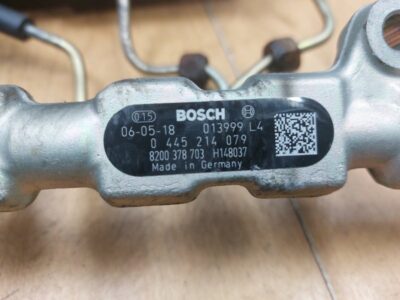 015 BOSCH
06-05-18 013999 L4
0 445 214 079
8200 378 703 H148037
Made in Germany